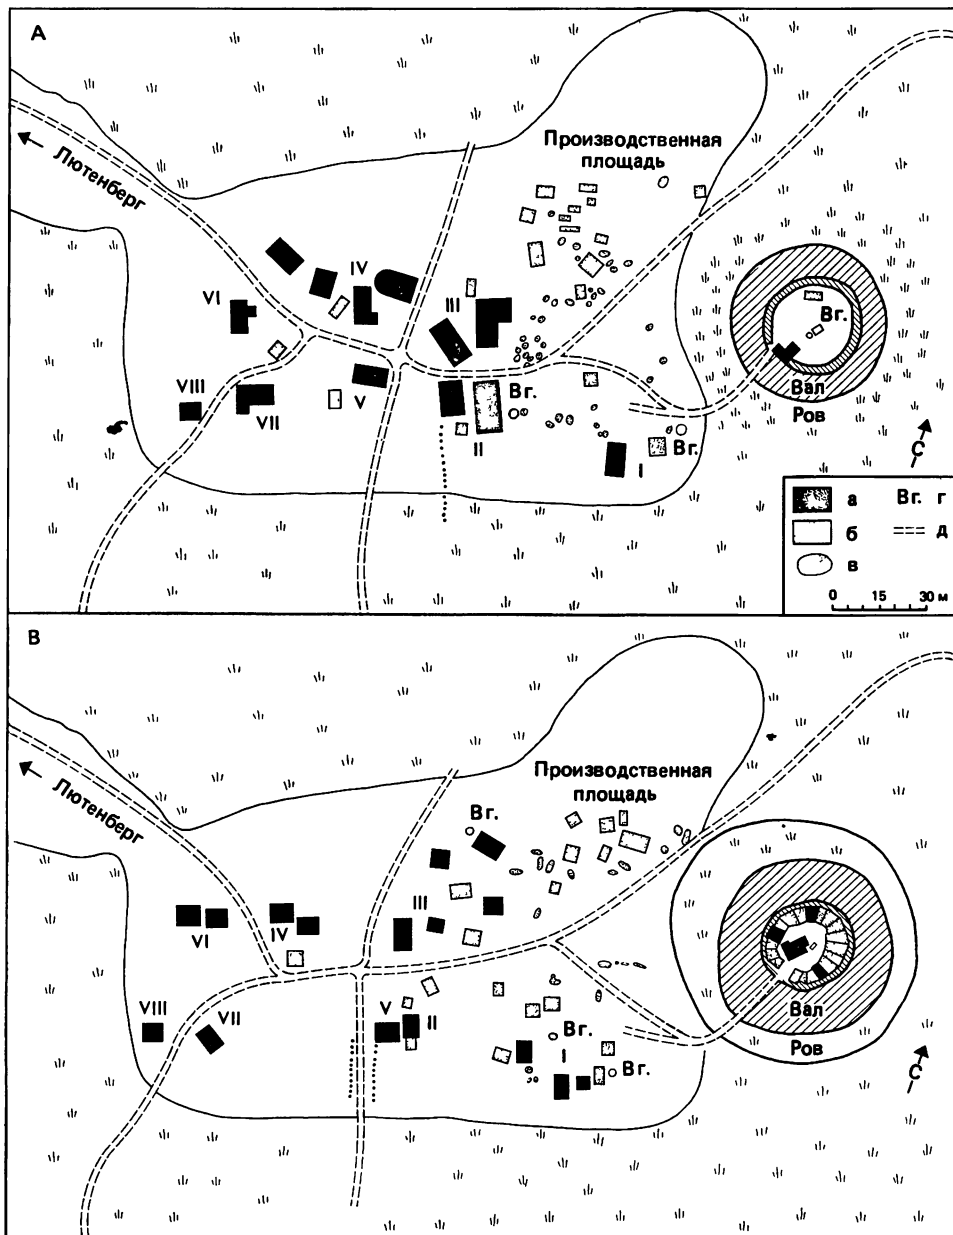 А
Производственная
площадь
Лютенберг
IV
VI
III
Вг.
VIII
VII
V
Вг.
II
Вг.
I
Вал
Ров
С
а Вг. г
б д
в
0 15 30 м
В
Производственная
площадь
Лютенберг
Вг.
III
VI
IV
VIII
VII
V
II
Вг.
I
Вг.
Вал
Ров
С